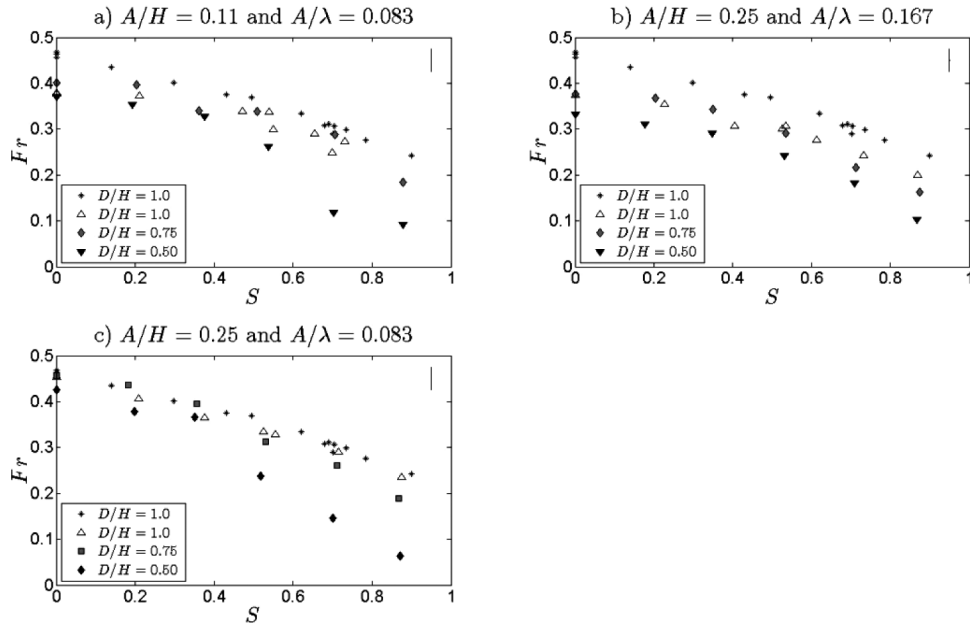 a) A/H = 0.11 and A/λ = 0.083
0.5
0.4
0.3
0.2
0.1
0
Fr
D/H = 1.0
D/H = 1.0
D/H = 0.75
D/H = 0.50
0 0.2 0.4 0.6 0.8 1
S
b) A/H = 0.25 and A/λ = 0.167
0.5
0.4
0.3
0.2
0.1
0
Fr
D/H = 1.0
D/H = 1.0
D/H = 0.75
D/H = 0.50
0 0.2 0.4 0.6 0.8 1
S
c) A/H = 0.25 and A/λ = 0.083
0.5
0.4
0.3
0.2
0.1
0
Fr
D/H = 1.0
D/H = 1.0
D/H = 0.75
D/H = 0.50
0 0.2 0.4 0.6 0.8 1
S